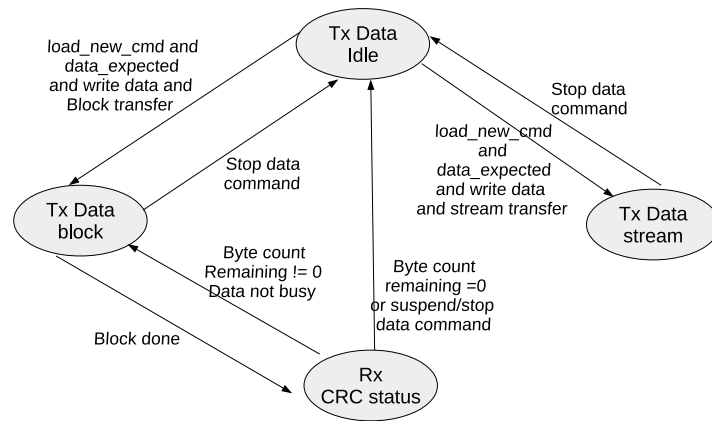 Tx Data
Idle
load_new_cmd and
data_expected
and write data and
Block transfer
Stop data
command
load_new_cmd
and
data_expected
and write data
and stream transfer
Stop data
command
Tx Data
block
Tx Data
stream
Byte count
Remaining != 0
Data not busy
Byte count
remaining =0
or suspend/stop
data command
Block done
Rx
CRC status